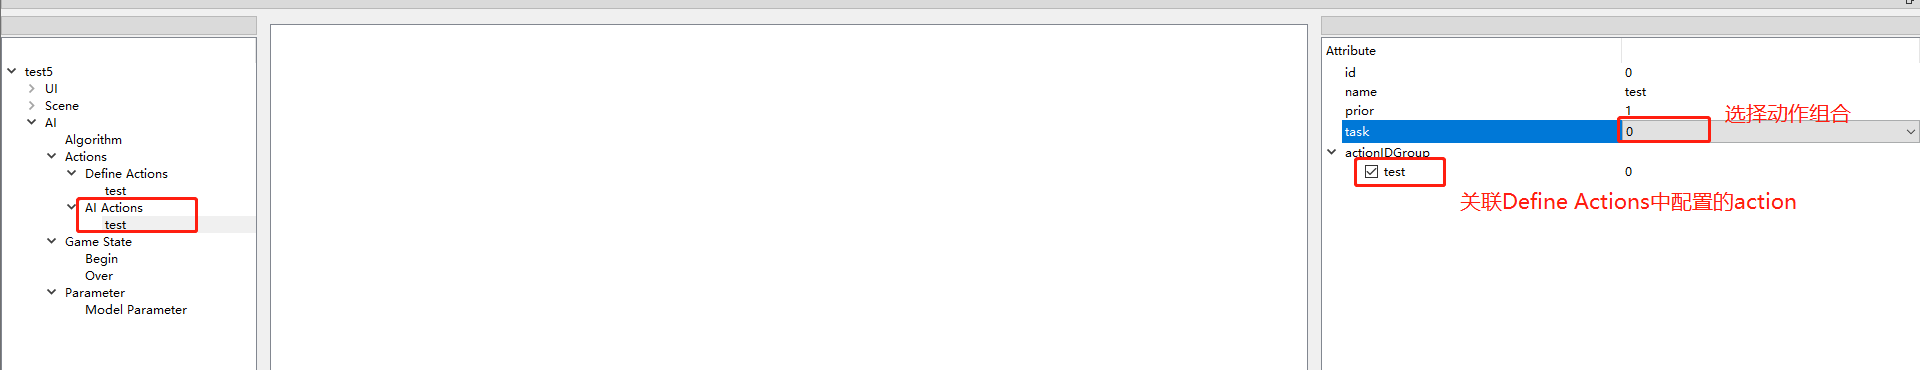 test5
UI
Scene
AI
Algorithm
Actions
Define Actions
test
AI Actions
test
Game State
Begin
Over
Parameter
Model Parameter
Attribute
id 0
name test
prior 1
选择动作组合
task 0
actionIDGroup
test 0
关联Define Actions中配置的action